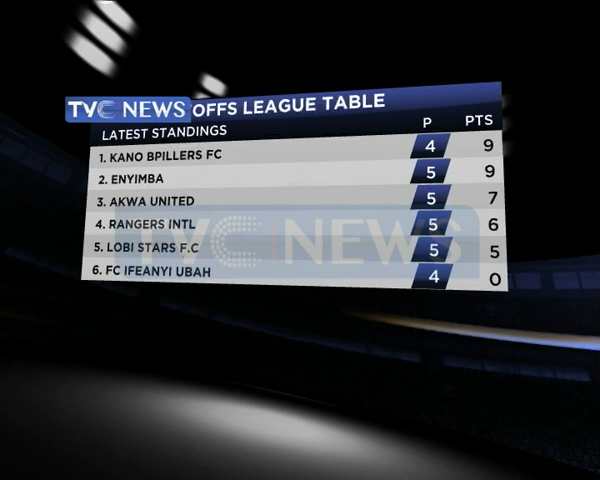 TVC NEWS OFFS LEAGUE TABLE
LATEST STANDINGS P PTS
1. KANO BPILLERS FC 4 9
2. ENYIMBA 5 9
3. AKWA UNITED 5 7
4. RANGERS INTL 5 6
5. LOBI STARS F.C 5 5
6. FC IFEANYI UBAH 4 0
TVC NEWS